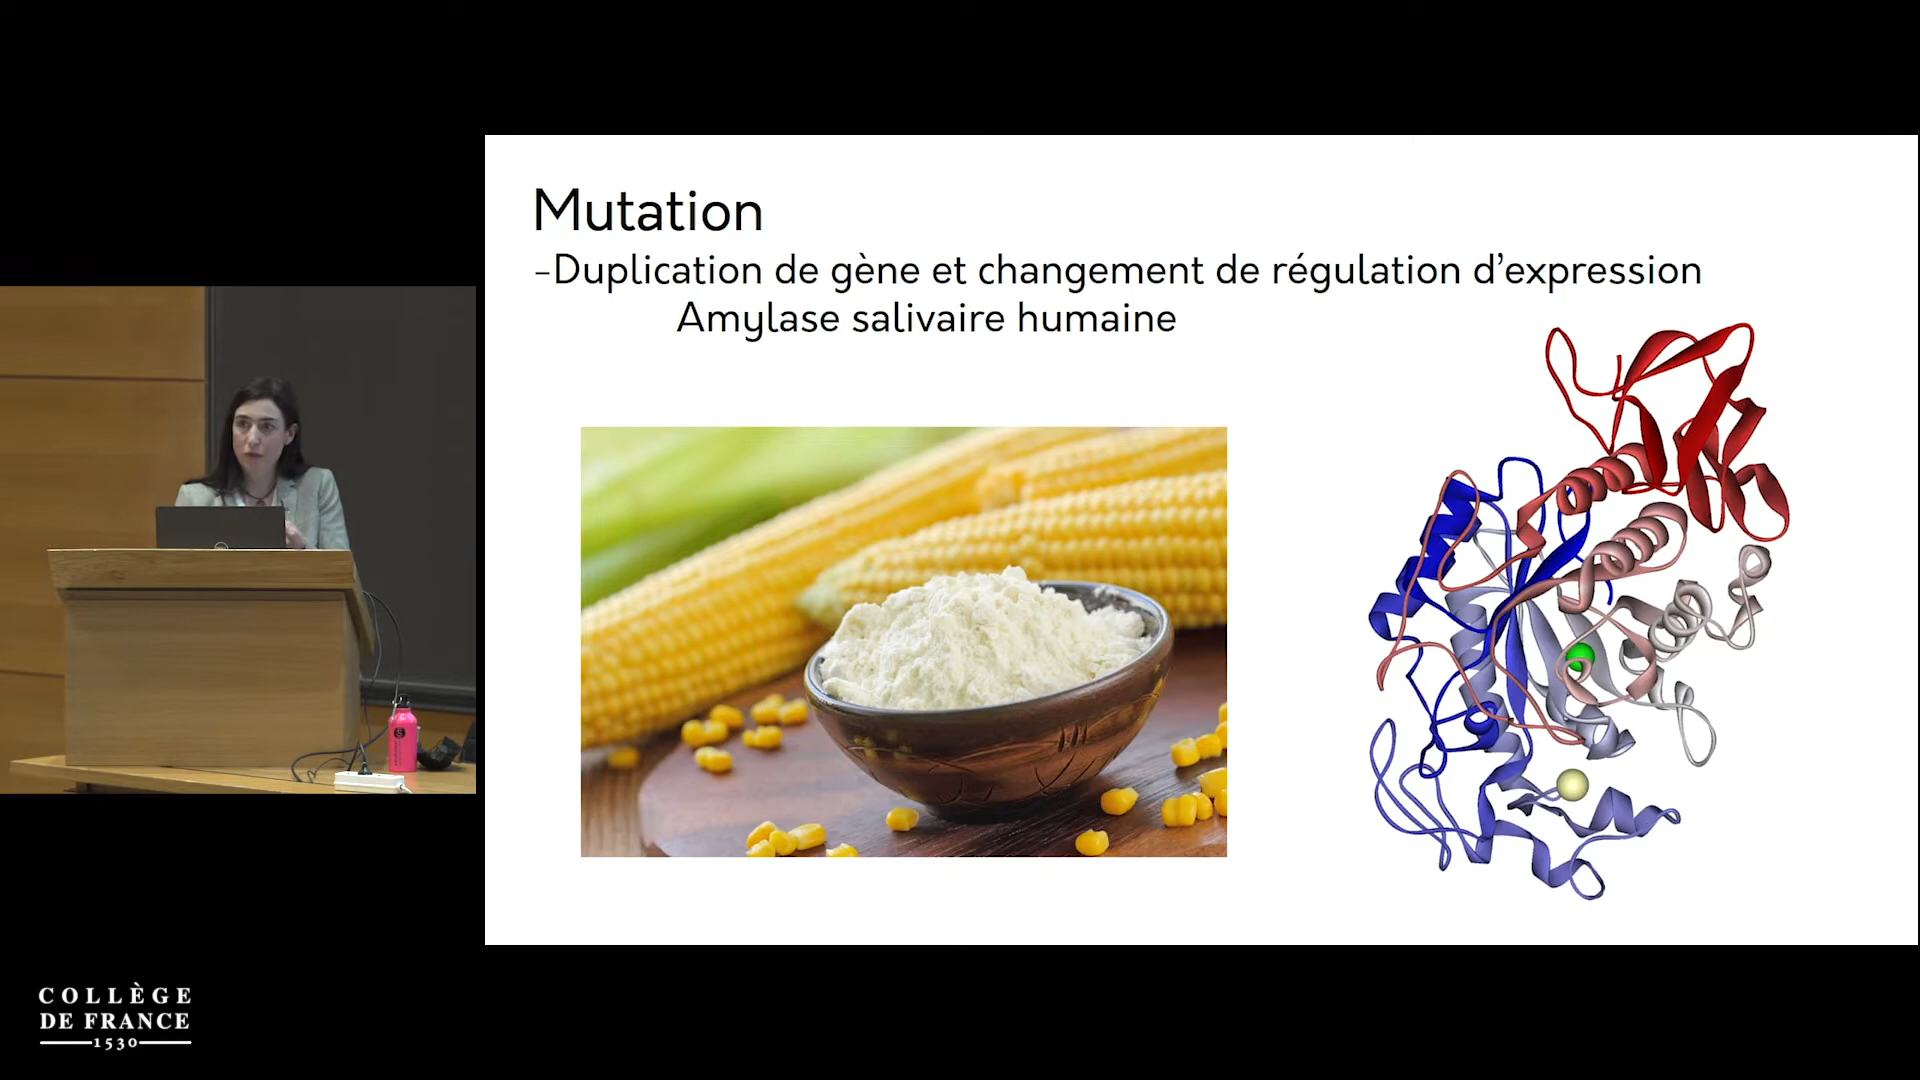 Mutation
-Duplication de gène et changement de régulation d'expression
Amylase salivaire humaine
COLLÈGE
DE FRANCE
1530